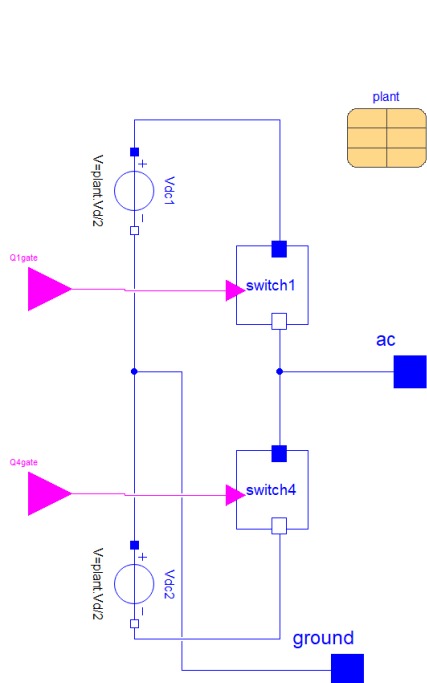 plant
+
Vdc1
V=plant.Vd/2
−
Q1gate
switch1
ac
Q4gate
switch4
+
Vdc2
V=plant.Vd/2
−
ground